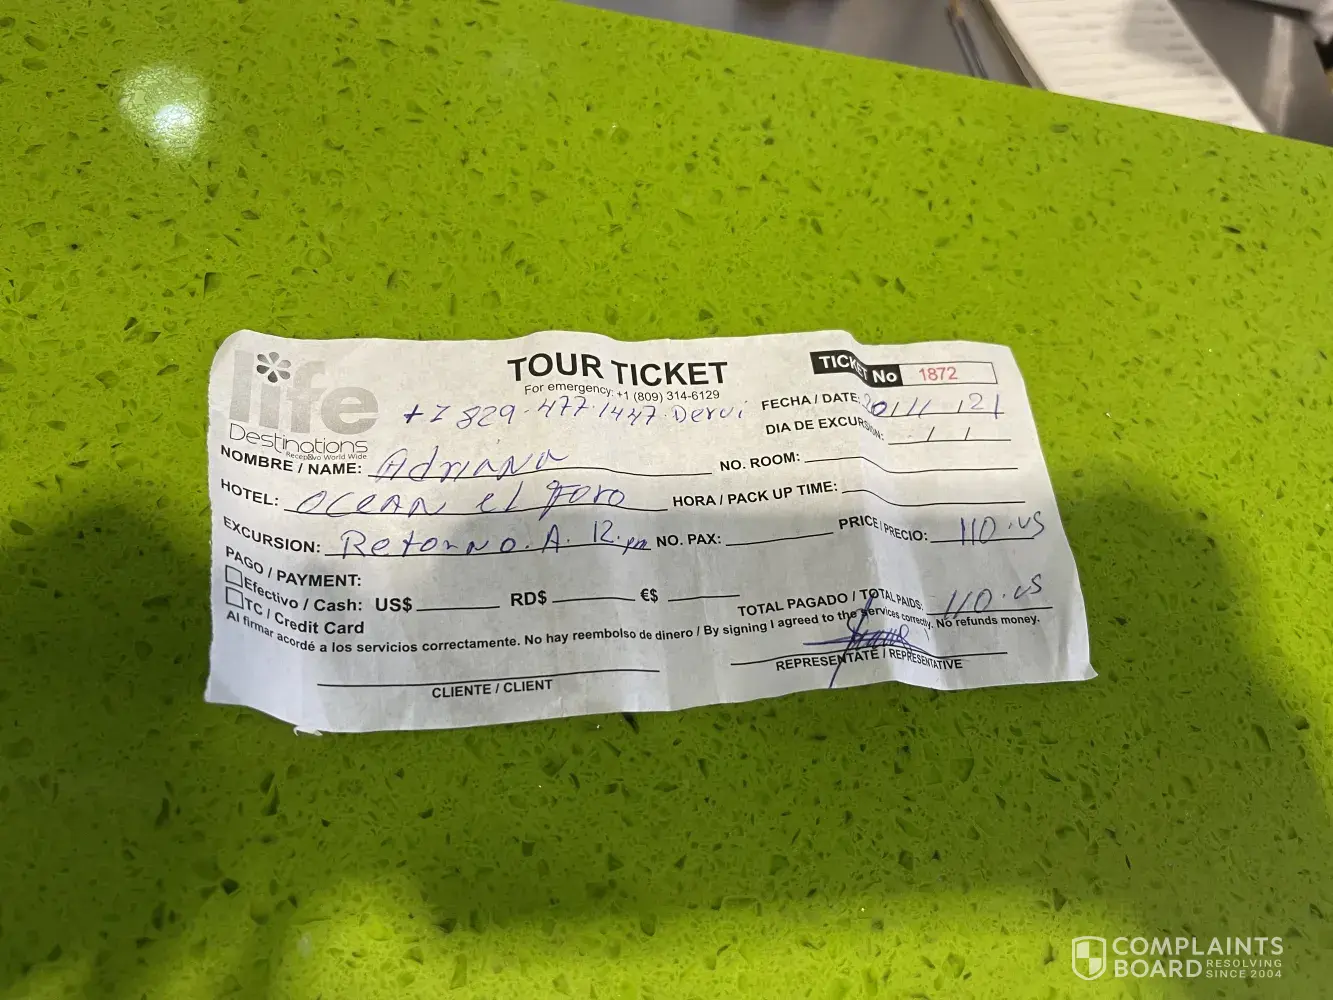 life
Destinations
Receptivo World Wide
TOUR TICKET
For emergency: +1 (809) 314-6129
+1 829-477-1447 Dervi
TICKET No 1872
FECHA / DATE: 20/11/21
DIA DE EXCURSION: / /
NOMBRE / NAME: Adriana
NO. ROOM:
HOTEL: OCEAN el Foro
HORA / PACK UP TIME:
EXCURSION: Retorno. A. 12. pm
NO. PAX:
PRICE / PRECIO: 110.US
PAGO / PAYMENT:
Efectivo / Cash: US$ RD$ €$
TOTAL PAGADO / TOTAL PAIDS: 110.US
TC / Credit Card
Al firmar acordé a los servicios correctamente. No hay reembolso de dinero / By signing I agreed to the services correctly. No refunds money.
CLIENTE / CLIENT
REPRESENTATE / REPRESENTATIVE
COMPLAINTS
BOARD RESOLVING
SINCE 2004